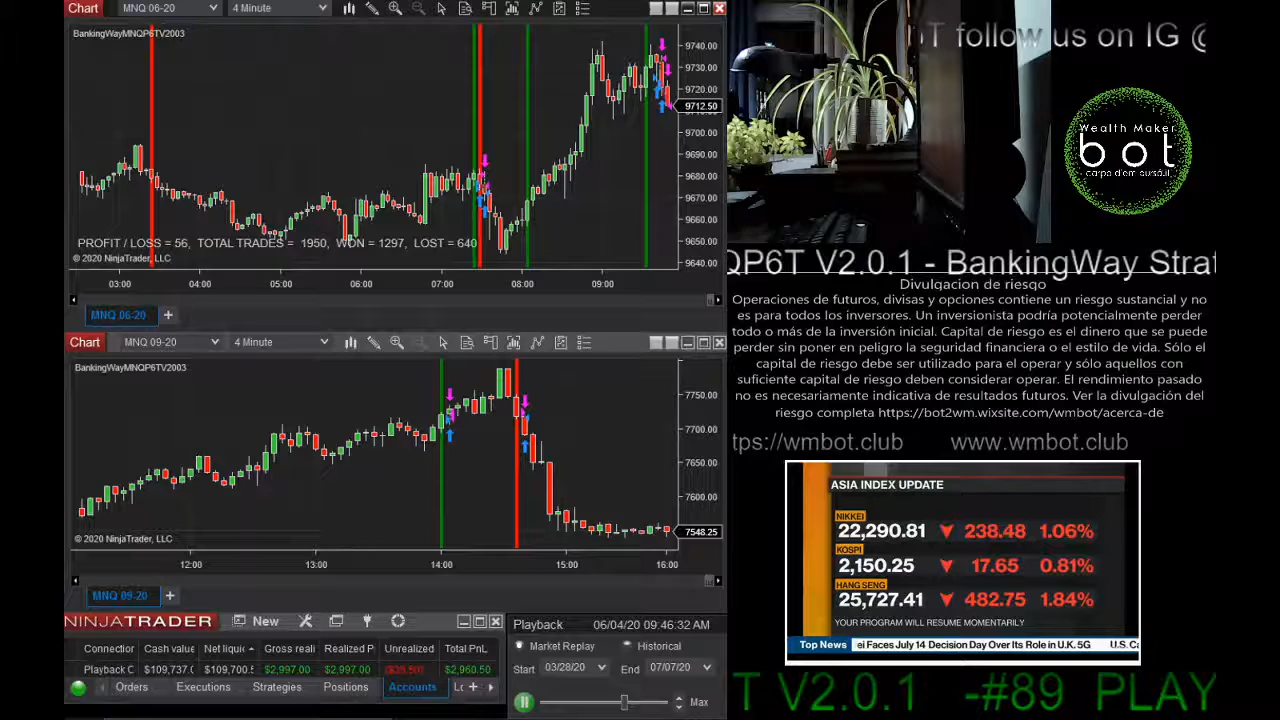 Chart
MNQ 06-20
4 Minute
BankingWayMNQP6TV2003
9740.00
9730.00
9720.00
9712.50
9700.00
9690.00
9680.00
9670.00
9660.00
9650.00
9640.00
PROFIT / LOSS = 56, TOTAL TRADES = 1950, WON = 1297, LOST = 640
© 2020 NinjaTrader, LLC
03:00
04:00
05:00
06:00
07:00
08:00
09:00
MNQ 06-20
Chart
MNQ 09-20
4 Minute
BankingWayMNQP6TV2003
7750.00
7700.00
7650.00
7600.00
7548.25
© 2020 NinjaTrader, LLC
12:00
13:00
14:00
15:00
16:00
MNQ 09-20
NINJATRADER
New
Connection Cash value Net liquic Gross reali Realized P Unrealized Total PnL
Playback C $109,737.0 $109,700.5 $2,997.00 $2,997.00 $2,960.50
Orders Executions Strategies Positions Accounts
Playback 06/04/20 09:46:32 AM
Market Replay Historical
Start 03/28/20 End 07/07/20
Max
T follow us on IG @
Wealth Maker
bot
QP6T V2.0.1 - BankingWay Strat
Divulgacion de riesgo
Operaciones de futuros, divisas y opciones contiene un riesgo sustancial y no
es para todos los inversores. Un inversionista podría potencialmente perder
todo o más de la inversión inicial. Capital de riesgo es el dinero que se puede
perder sin poner en peligro la seguridad financiera o el estilo de vida. Sólo el
capital de riesgo debe ser utilizado para el operar y sólo aquellos con
suficiente capital de riesgo deben considerar operar. El rendimiento pasado
no es necesariamente indicativa de resultados futuros. Ver la divulgación del
riesgo completa https://bot2wm.wixsite.com/wmbot/acerca-de
tps://wmbot.club www.wmbot.club
ASIA INDEX UPDATE
NIKKEI
22,290.81 ▼ 238.48 1.06%
KOSPI
2,150.25 ▼ 17.65 0.81%
HANG SENG
25,727.41 ▼ 482.75 1.84%
YOUR PROGRAM WILL RESUME MOMENTARILY
Top News ei Faces July 14 Decision Day Over Its Role in U.K. 5G U.S. Ca
T V2.0.1 -#89 PLAY